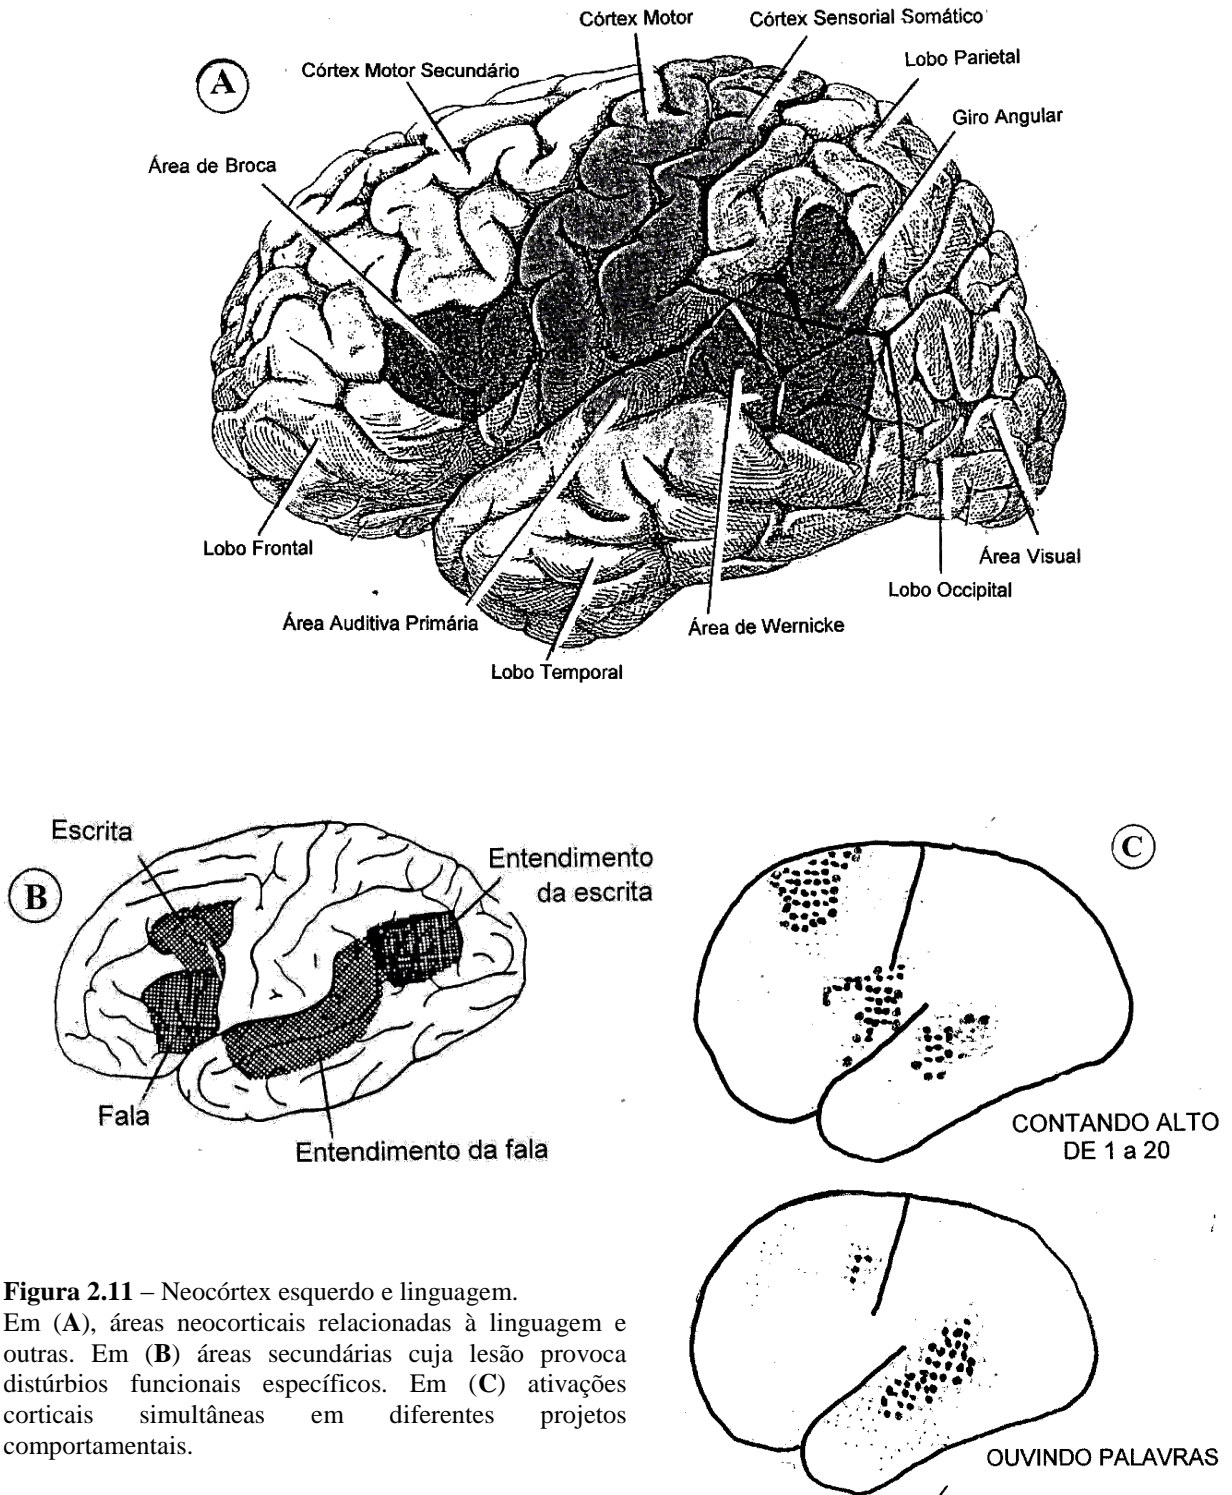 Córtex Motor
Córtex Sensorial Somático
A
Córtex Motor Secundário
Lobo Parietal
Giro Angular
Área de Broca
Lobo Frontal
Área Visual
Lobo Occipital
Área Auditiva Primária
Área de Wernicke
Lobo Temporal
Escrita
B
Entendimento
da escrita
Fala
Entendimento da fala
C
CONTANDO ALTO
DE 1 a 20
OUVINDO PALAVRAS
Figura 2.11 – Neocórtex esquerdo e linguagem.
Em (A), áreas neocorticais relacionadas à linguagem e
outras. Em (B) áreas secundárias cuja lesão provoca
distúrbios funcionais específicos. Em (C) ativações
corticais simultâneas em diferentes projetos
comportamentais.